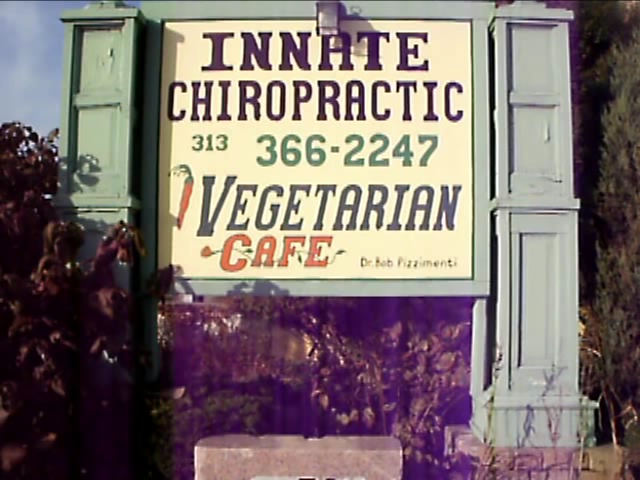 INNATE
CHIROPRACTIC
313 366-2247
VEGETARIAN
CAFE Dr. Bob Pizzimenti